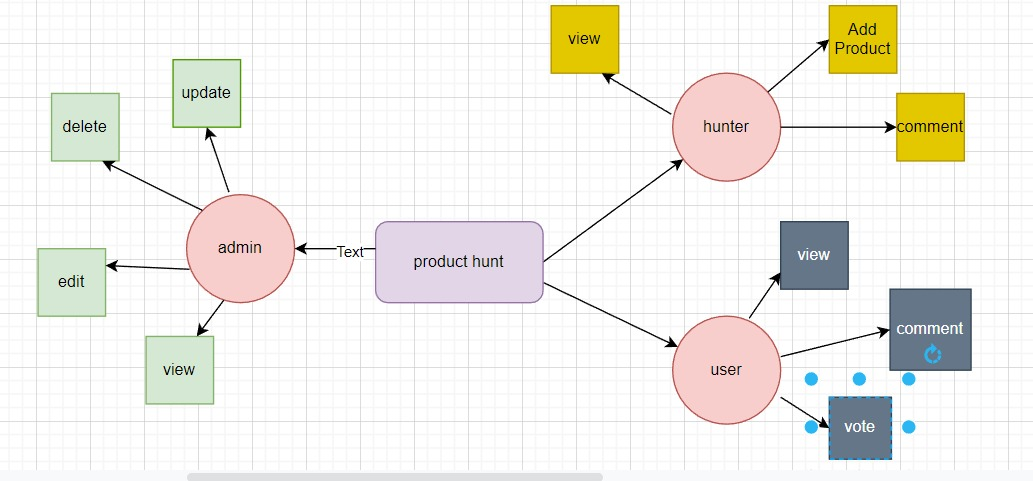 view
Add
Product
update
delete
hunter
comment
admin
Text
product hunt
view
edit
comment
view
user
vote